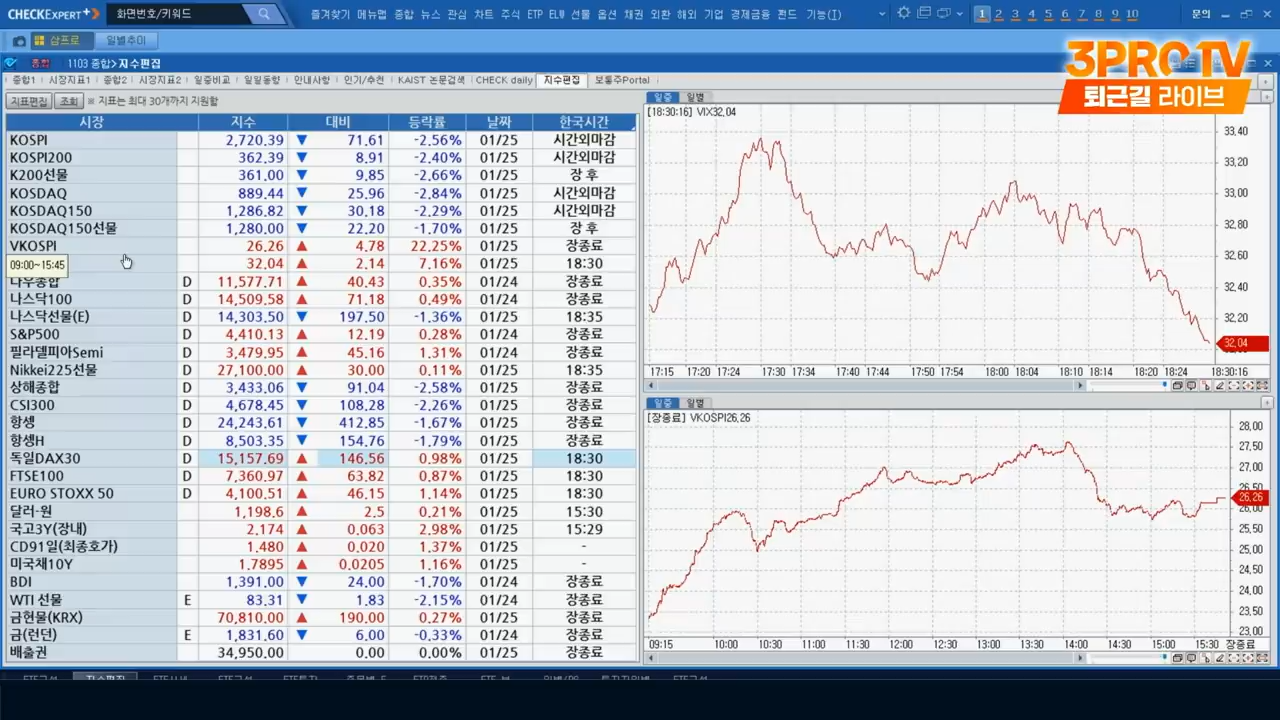 CHECK EXPERT+ 화면번호/키워드 즐겨찾기 메뉴맵 종합 뉴스 관심 차트 주식 ETP ELW 선물 옵션 채권 외환 해외 기업 경제금융 펀드 기능(I) 1 2 3 4 5 6 7 8 9 10 문의
삼프로 일별추이
종합 1103 종합>지수편집
종합1 시장지표1 종합2 시장지표2 일중비교 일일동향 인내사항 인기/추천 KAIST 논문검색 CHECK daily 지수편집 보통주Portal
3PRO TV
퇴근길 라이브
지표편집 조회 ※ 지표는 최대 30개까지 지원함
시장 지수 대비 등락률 날짜 한국시간
KOSPI 2,720.39 ▼ 71.61 -2.56% 01/25 시간외마감
KOSPI200 362.39 ▼ 8.91 -2.40% 01/25 시간외마감
K200선물 361.00 ▼ 9.85 -2.66% 01/25 장 후
KOSDAQ 889.44 ▼ 25.96 -2.84% 01/25 시간외마감
KOSDAQ150 1,286.82 ▼ 30.18 -2.29% 01/25 시간외마감
KOSDAQ150선물 1,280.00 ▼ 22.20 -1.70% 01/25 장 후
VKOSPI 26.26 ▲ 4.78 22.25% 01/25 장종료
09:00~15:45 32.04 ▲ 2.14 7.16% 01/25 18:30
다우종합 D 11,577.71 ▲ 40.43 0.35% 01/24 장종료
나스닥100 D 14,509.58 ▲ 71.18 0.49% 01/24 장종료
나스닥선물(E) D 14,303.50 ▼ 197.50 -1.36% 01/25 18:35
S&P500 D 4,410.13 ▲ 12.19 0.28% 01/24 장종료
필라델피아Semi D 3,479.95 ▲ 45.16 1.31% 01/24 장종료
Nikkei225선물 D 27,100.00 ▲ 30.00 0.11% 01/25 18:35
상해종합 D 3,433.06 ▼ 91.04 -2.58% 01/25 장종료
CSI300 D 4,678.45 ▼ 108.28 -2.26% 01/25 장종료
항셍 D 24,243.61 ▼ 412.85 -1.67% 01/25 장종료
항셍H D 8,503.35 ▼ 154.76 -1.79% 01/25 장종료
독일DAX30 D 15,157.69 ▲ 146.56 0.98% 01/25 18:30
FTSE100 D 7,360.97 ▲ 63.82 0.87% 01/25 18:30
EURO STOXX 50 D 4,100.51 ▲ 46.15 1.14% 01/25 18:30
달러-원 1,198.6 ▲ 2.5 0.21% 01/25 15:30
국고3Y(장내) 2.174 ▲ 0.063 2.98% 01/25 15:29
CD91일(최종호가) 1.480 ▲ 0.020 1.37% 01/25 -
미국채10Y 1.7895 ▲ 0.0205 1.16% 01/25 -
BDI 1,391.00 ▼ 24.00 -1.70% 01/24 장종료
WTI 선물 E 83.31 ▼ 1.83 -2.15% 01/24 장종료
금현물(KRX) 70,810.00 ▲ 190.00 0.27% 01/25 장종료
금(런던) E 1,831.60 ▼ 6.00 -0.33% 01/24 장종료
배출권 34,950.00 0.00 0.00% 01/25 장종료
일중 일별
[18:30:16] VIX32.04
33.40
33.20
33.00
32.80
32.60
32.40
32.20
32.04
17:15 17:20 17:24 17:30 17:34 17:40 17:44 17:50 17:54 18:00 18:04 18:10 18:14 18:20 18:24 18:30:16
일중 일별
[장종료] VKOSPI26.26
28.00
27.50
27.00
26.50
26.26
26.00
25.50
25.00
24.50
24.00
23.50
23.00
09:15 10:00 10:30 11:00 11:30 12:00 12:30 13:00 13:30 14:00 14:30 15:00 15:30 장종료